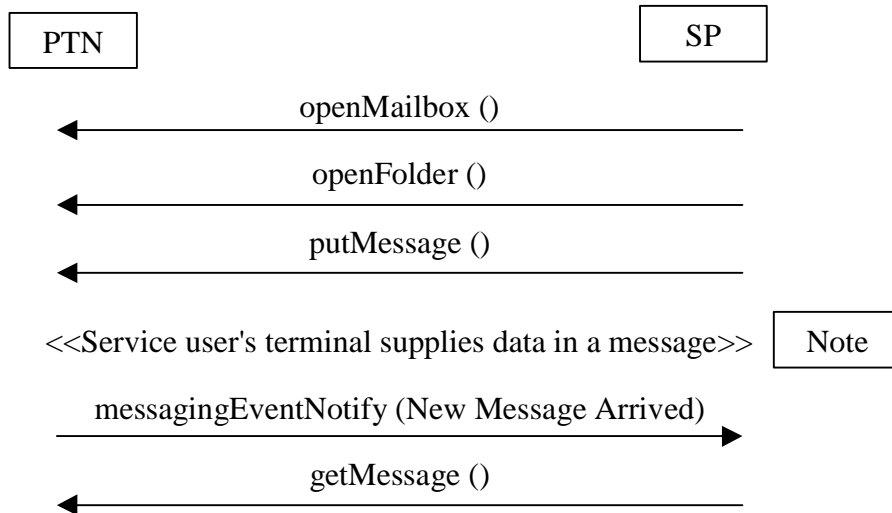 PTN
SP
openMailbox ()
openFolder ()
putMessage ()
<<Service user's terminal supplies data in a message>>
Note
messagingEventNotify (New Message Arrived)
getMessage ()